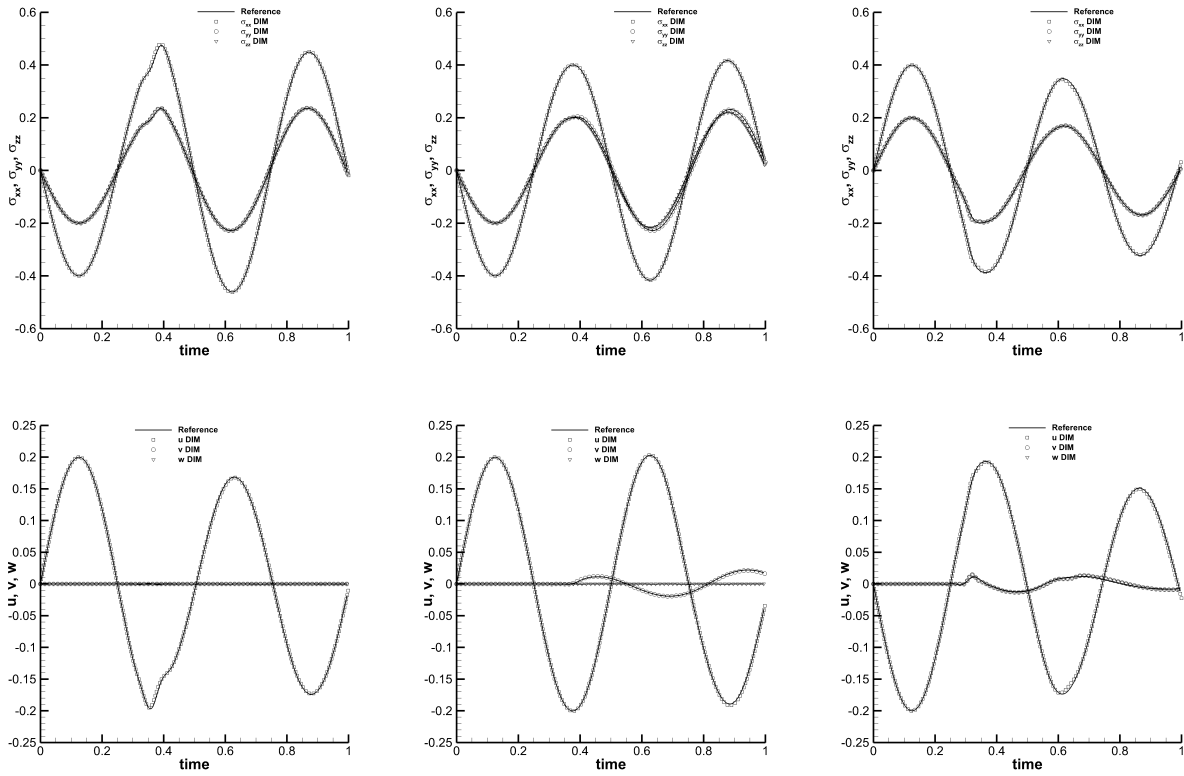 0.6
0.4
0.2
0
-0.2
-0.4
-0.6
σxx, σyy, σzz
Reference
σxx DIM
σyy DIM
σzz DIM
0 0.2 0.4 0.6 0.8 1
time
0.6
0.4
0.2
0
-0.2
-0.4
-0.6
σxx, σyy, σzz
Reference
σxx DIM
σyy DIM
σzz DIM
0 0.2 0.4 0.6 0.8 1
time
0.6
0.4
0.2
0
-0.2
-0.4
-0.6
σxx, σyy, σzz
Reference
σxx DIM
σyy DIM
σzz DIM
0 0.2 0.4 0.6 0.8 1
time
0.25
0.2
0.15
0.1
0.05
0
-0.05
-0.1
-0.15
-0.2
-0.25
u, v, w
Reference
u DIM
v DIM
w DIM
0 0.2 0.4 0.6 0.8 1
time
0.25
0.2
0.15
0.1
0.05
0
-0.05
-0.1
-0.15
-0.2
-0.25
u, v, w
Reference
u DIM
v DIM
w DIM
0 0.2 0.4 0.6 0.8 1
time
0.25
0.2
0.15
0.1
0.05
0
-0.05
-0.1
-0.15
-0.2
-0.25
u, v, w
Reference
u DIM
v DIM
w DIM
0 0.2 0.4 0.6 0.8 1
time